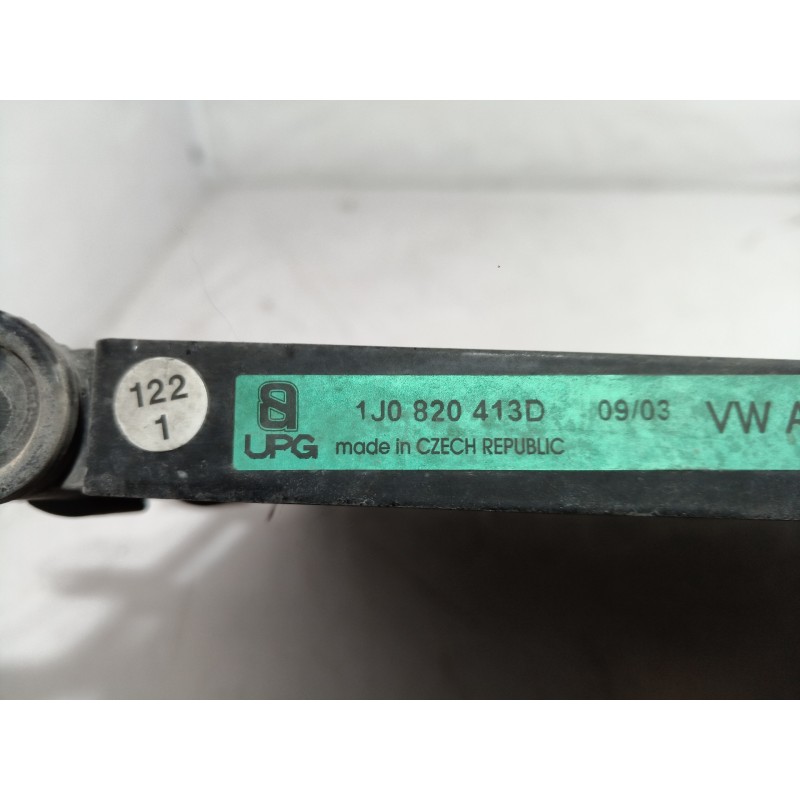 122
1
1J0 820 413D 09/03 VW A
UPG made in CZECH REPUBLIC